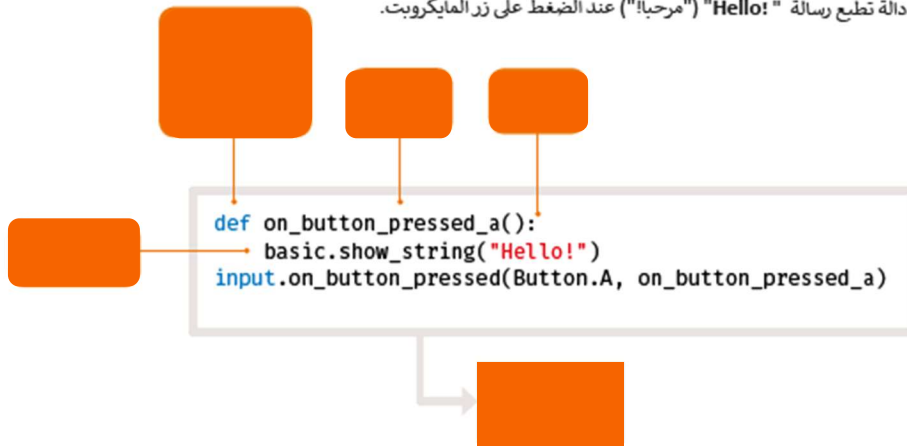 دالة تطبع رسالة "Hello! " ("مرحبا!") عند الضغط على زر المايكروبت.
def on_button_pressed_a():
basic.show_string("Hello!")
input.on_button_pressed(Button.A, on_button_pressed_a)